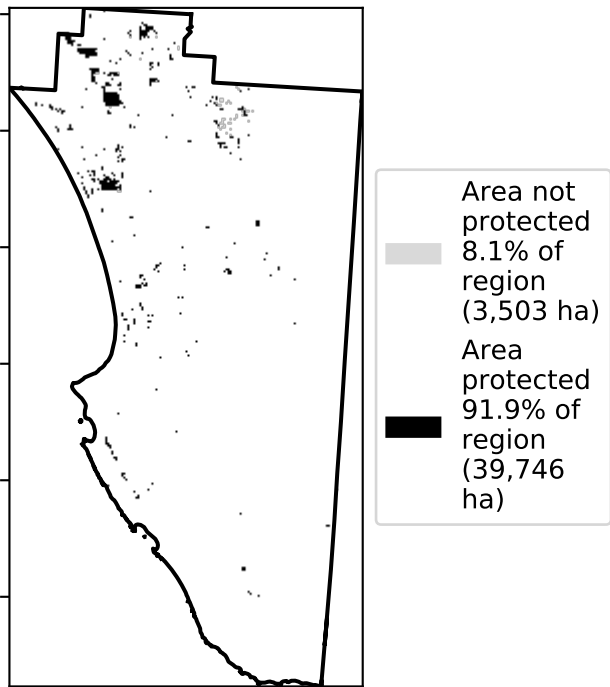 Area not
protected
8.1% of
region
(3,503 ha)
Area
protected
91.9% of
region
(39,746
ha)